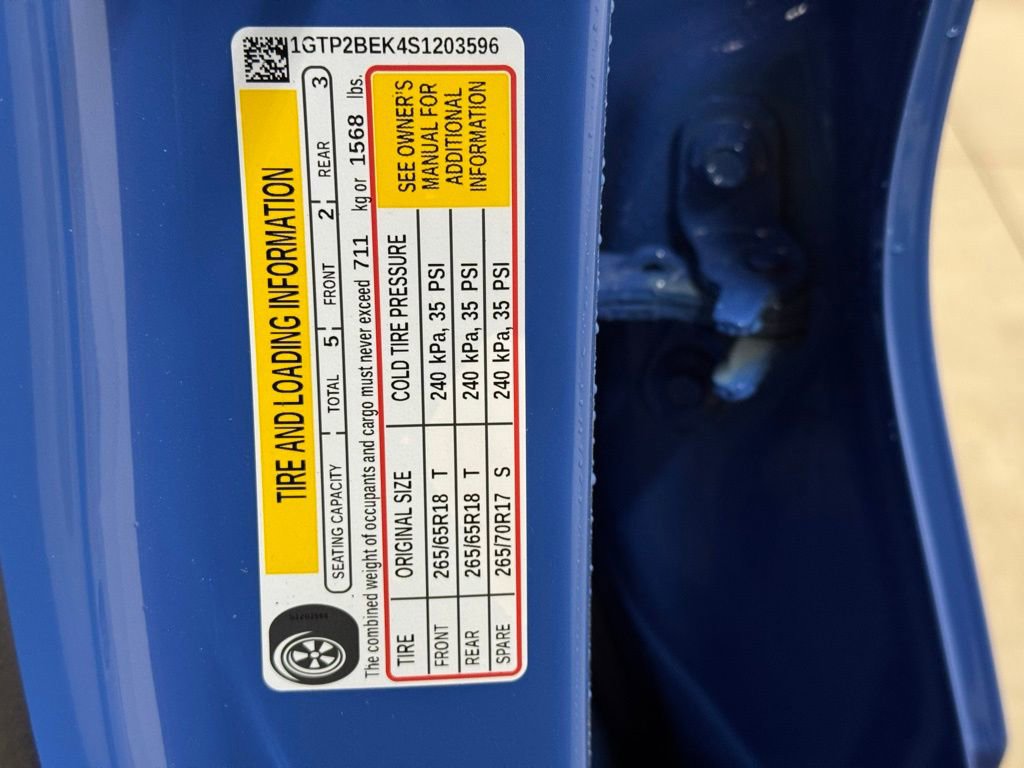 1GTP2BEK4S1203596
TIRE AND LOADING INFORMATION
SEATING CAPACITY TOTAL 5 FRONT 2 REAR 3
The combined weight of occupants and cargo must never exceed 711 kg or 1568 lbs.
TIRE ORIGINAL SIZE COLD TIRE PRESSURE
FRONT 265/65R18 T 240 kPa, 35 PSI
REAR 265/65R18 T 240 kPa, 35 PSI
SPARE 265/70R17 S 240 kPa, 35 PSI
SEE OWNER'S
MANUAL FOR
ADDITIONAL
INFORMATION